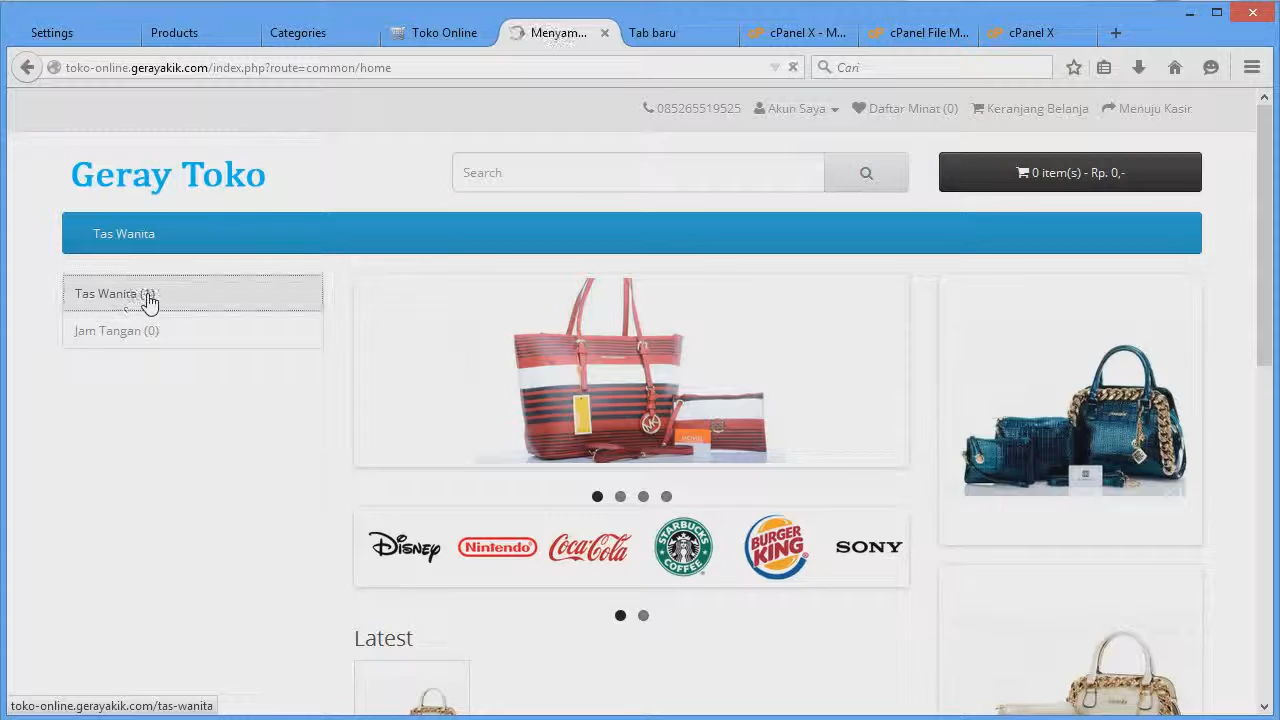 Settings
Products
Categories
Toko Online
Menyam...
Tab baru
cPanel X - M...
cPanel File M...
cPanel X
toko-online.gerayakik.com/index.php?route=common/home
Cari
085265519525
Akun Saya
Daftar Minat (0)
Keranjang Belanja
Menuju Kasir
Geray Toko
Search
0 item(s) - Rp. 0,-
Tas Wanita
Tas Wanita (1)
Jam Tangan (0)
Disney
Nintendo
Coca-Cola
STARBUCKS
COFFEE
BURGER
KING
SONY
Latest
toko-online.gerayakik.com/tas-wanita